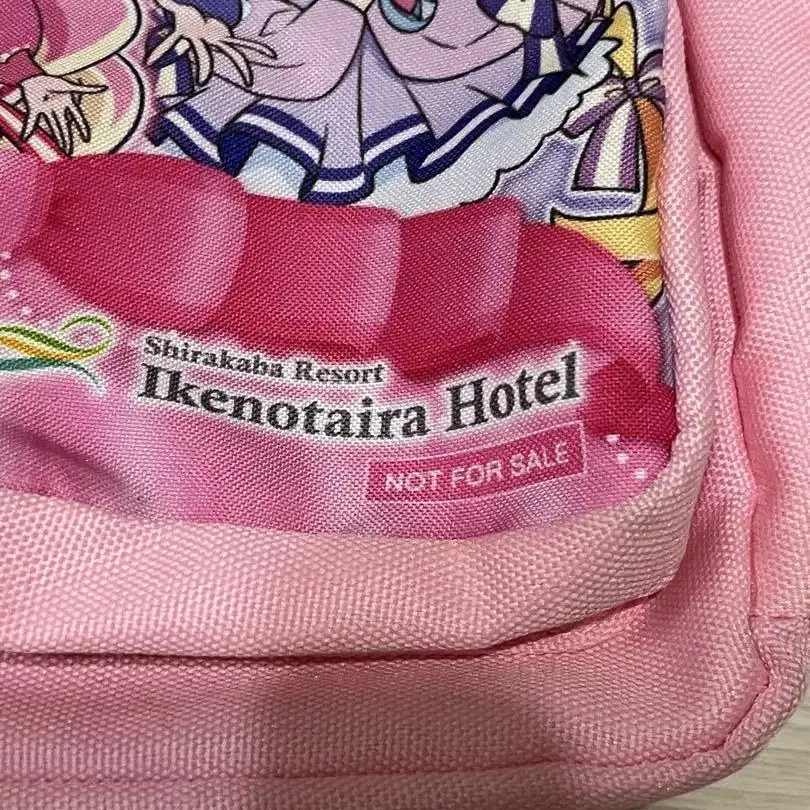 Shirakaba Resort
Ikenotaira Hotel
NOT FOR SALE